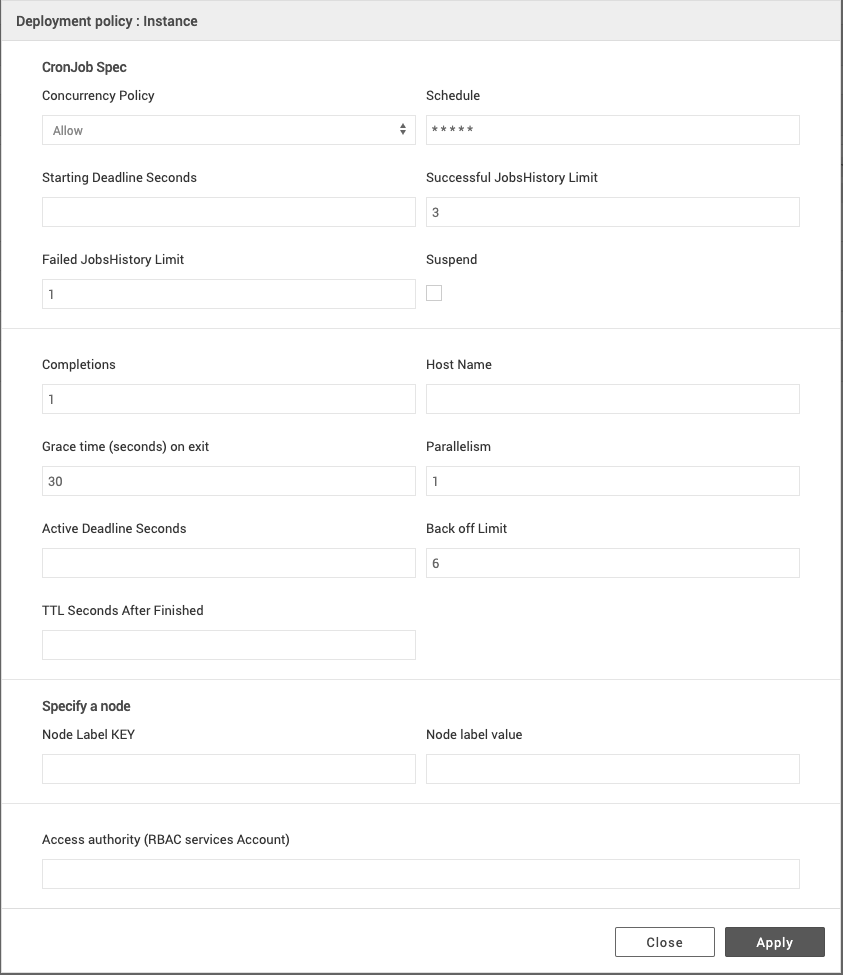 Deployment policy : Instance
CronJob Spec
Concurrency Policy
Schedule
Allow
* * * * *
Starting Deadline Seconds
Successful JobsHistory Limit
3
Failed JobsHistory Limit
Suspend
1
Completions
Host Name
1
Grace time (seconds) on exit
Parallelism
30
1
Active Deadline Seconds
Back off Limit
6
TTL Seconds After Finished
Specify a node
Node Label KEY
Node label value
Access authority (RBAC services Account)
Close
Apply